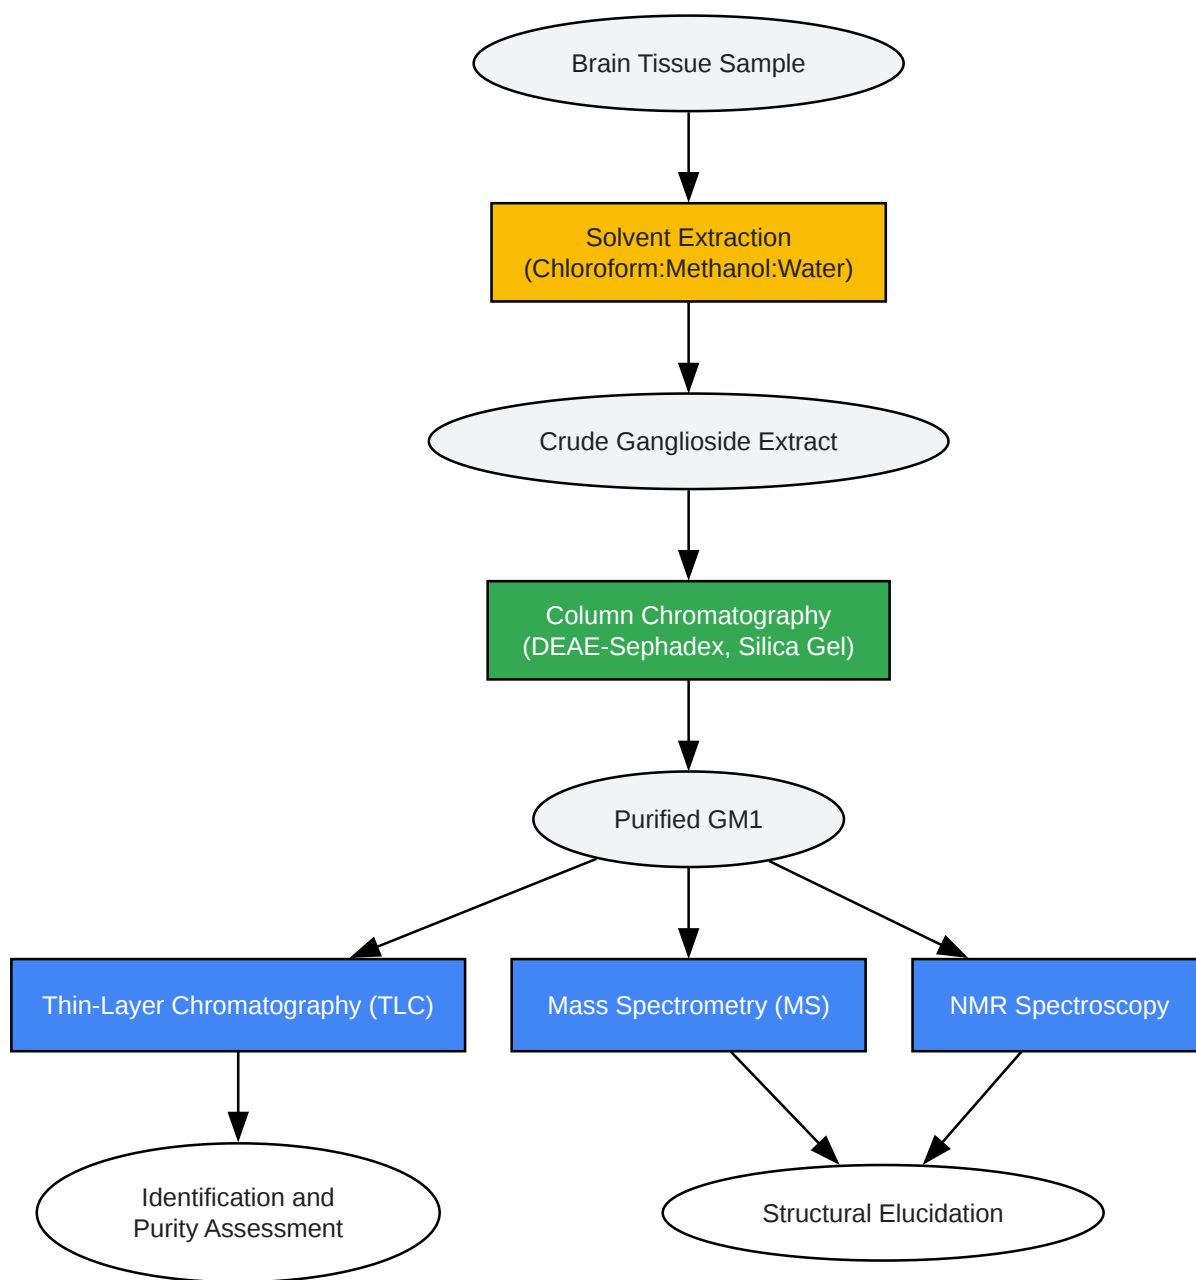 Brain Tissue Sample
Solvent Extraction
(Chloroform:Methanol:Water)
Crude Ganglioside Extract
Column Chromatography
(DEAE-Sephadex, Silica Gel)
Purified GM1
Thin-Layer Chromatography (TLC)
Mass Spectrometry (MS)
NMR Spectroscopy
Identification and
Purity Assessment
Structural Elucidation